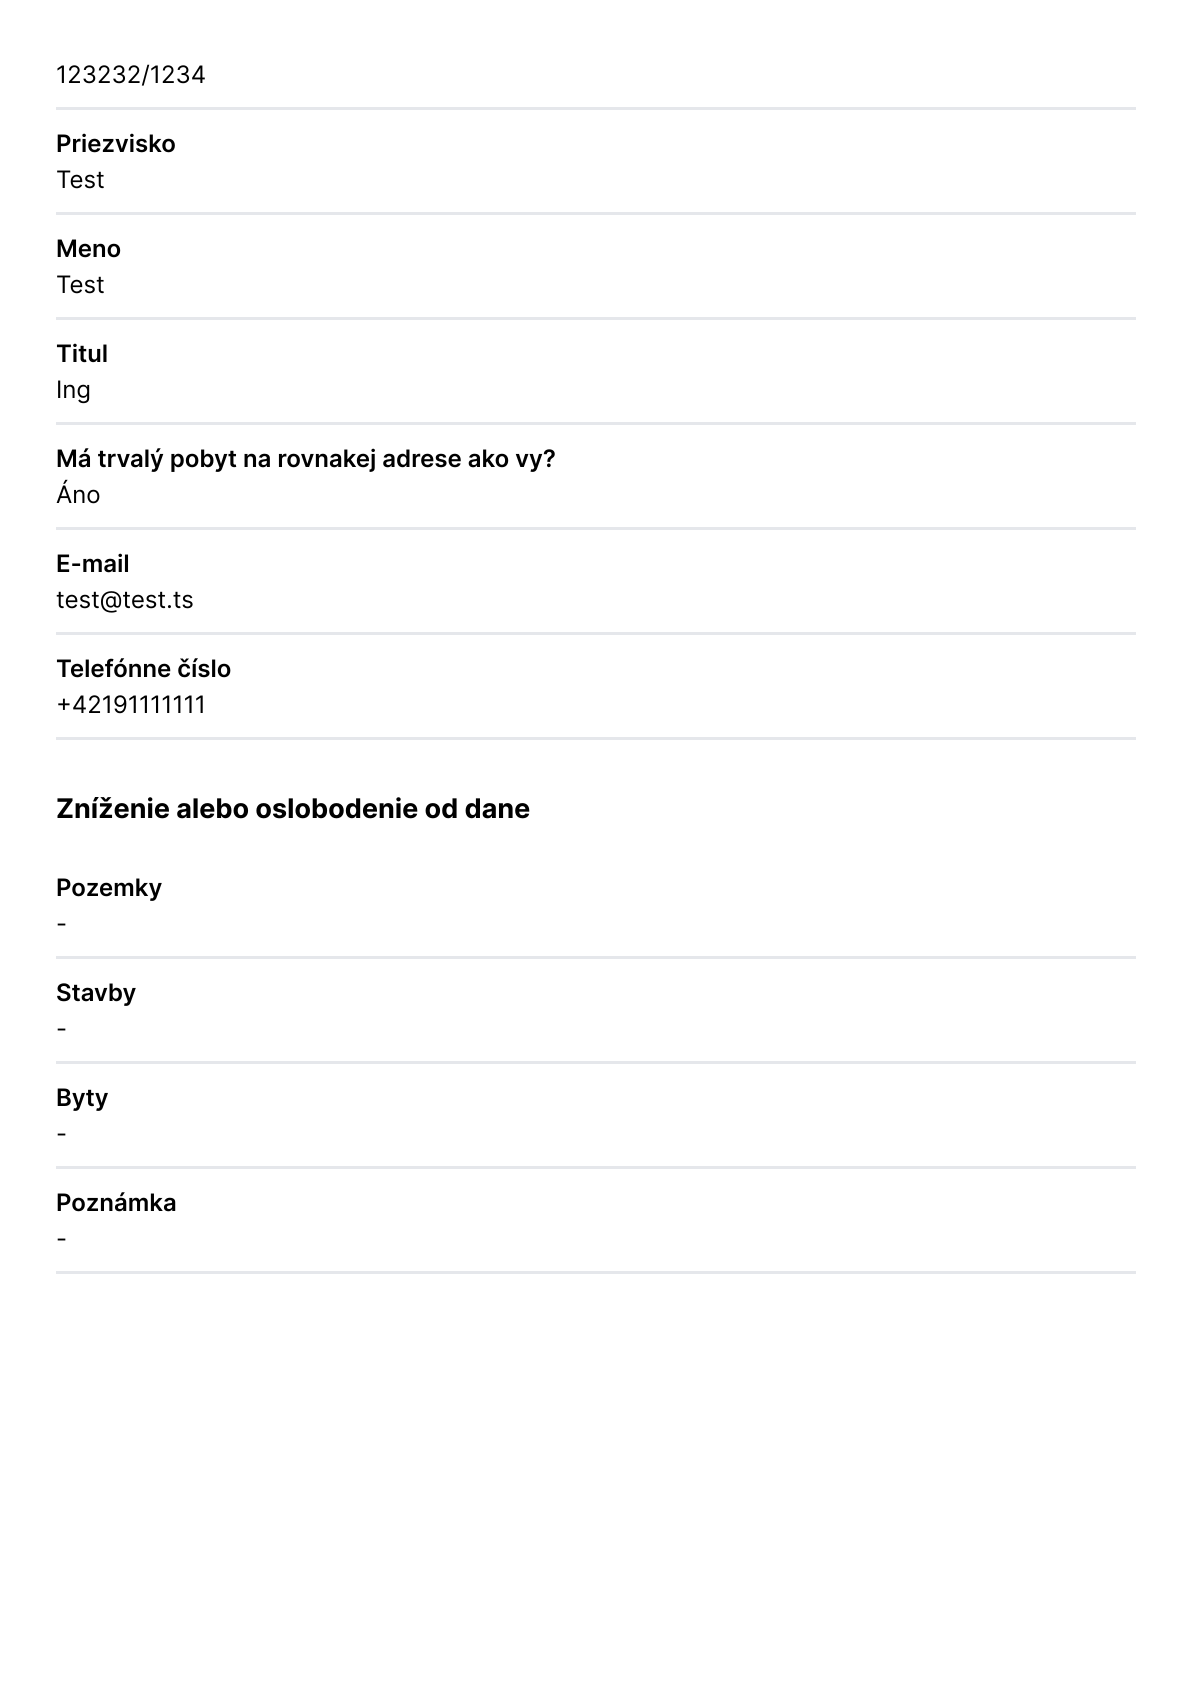 123232/1234
Priezvisko
Test
Meno
Test
Titul
Ing
Má trvalý pobyt na rovnakej adrese ako vy?
Áno
E-mail
test@test.ts
Telefónne číslo
+42191111111
Zníženie alebo oslobodenie od dane
Pozemky
-
Stavby
-
Byty
-
Poznámka
-